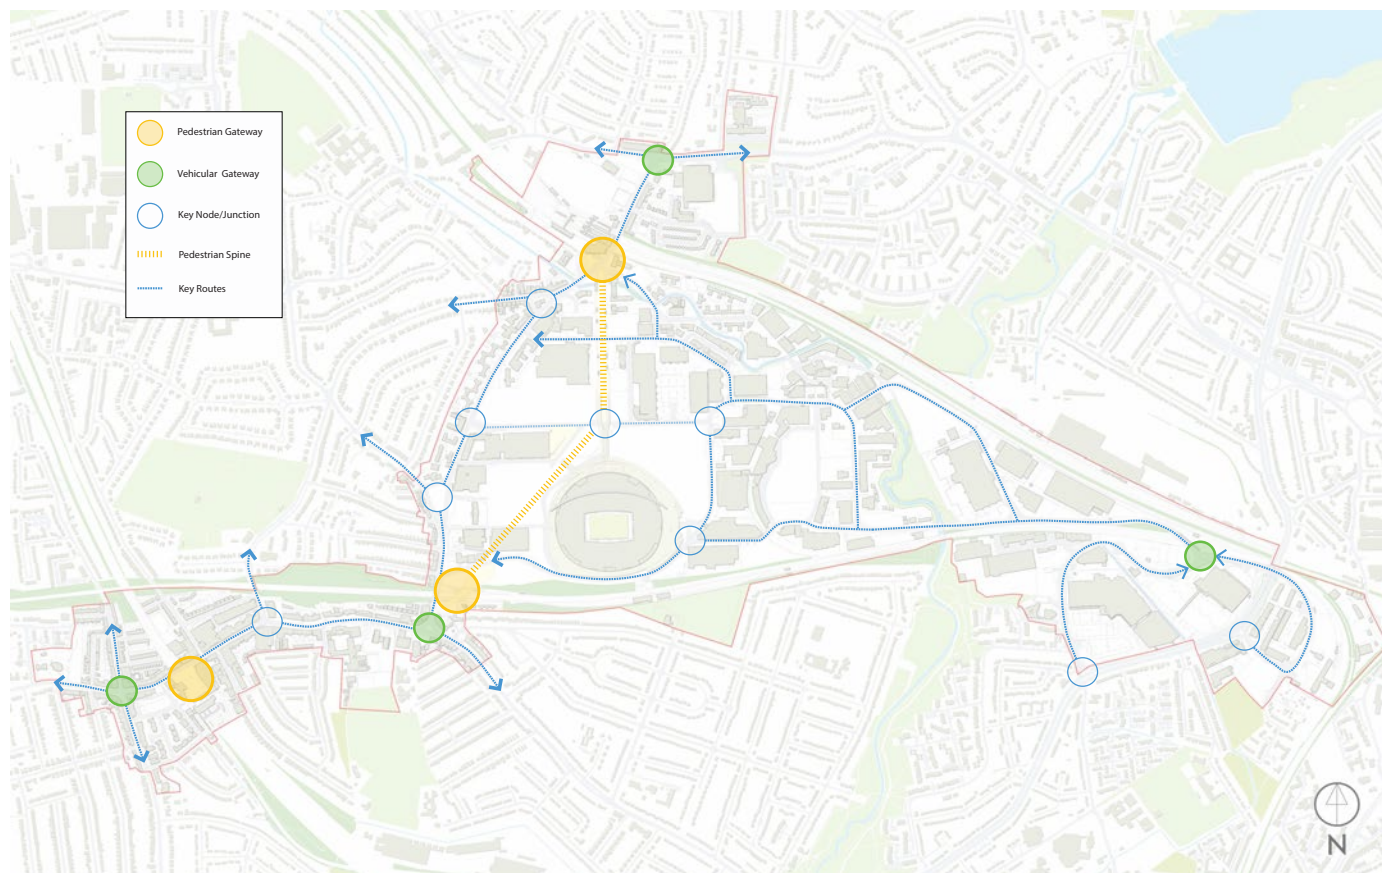 Pedestrian Gateway
Vehicular Gateway
Key Node/Junction
Pedestrian Spine
Key Routes
N